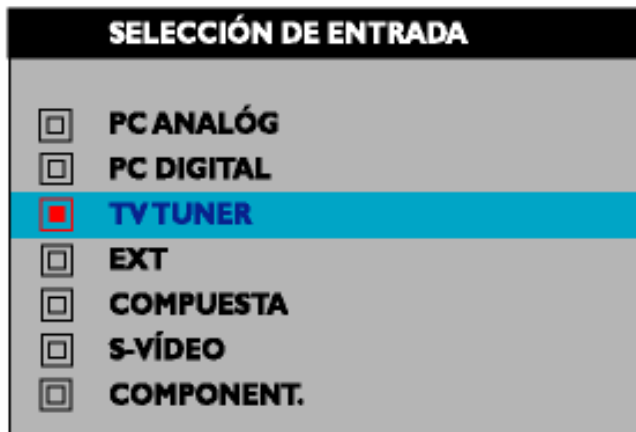 SELECCIÓN DE ENTRADA
PC ANALÓG
PC DIGITAL
TV TUNER
EXT
COMPUESTA
S-VÍDEO
COMPONENT.